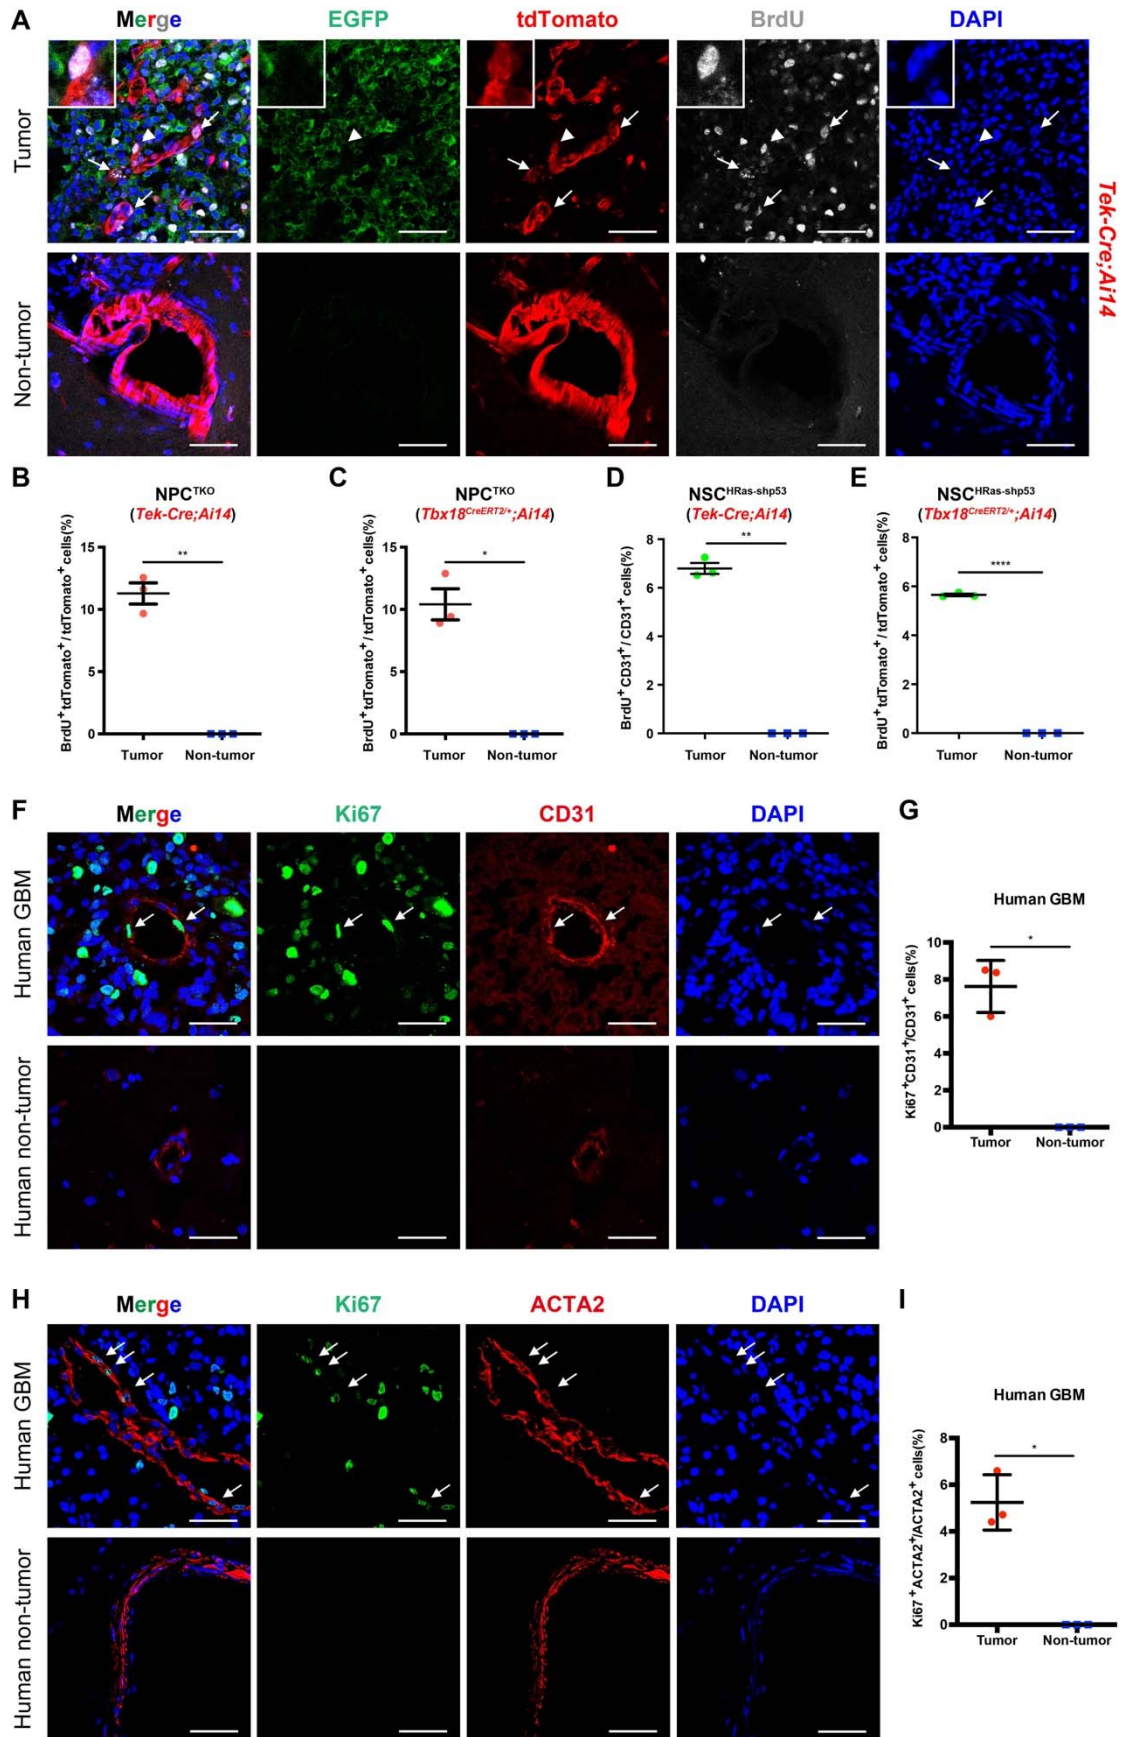 A
Merge EGFP tdTomato BrdU DAPI
Tumor
Non-tumor
Tek-Cre;Ai14
B
NPCTKO
(Tek-Cre;Ai14)
BrdU+tdTomato+/tdTomato+cells(%)
15
**
10
5
0
Tumor Non-tumor
C
NPCTKO
(Tbx18CreERT2/+;Ai14)
BrdU+tdTomato+/tdTomato+cells(%)
15
*
10
5
0
Tumor Non-tumor
D
NSCHRas-shp53
(Tek-Cre;Ai14)
BrdU+CD31+/CD31+cells(%)
8
**
6
4
2
0
Tumor Non-tumor
E
NSCHRas-shp53
(Tbx18CreERT2/+;Ai14)
BrdU+tdTomato+/tdTomato+cells(%)
8
****
6
4
2
0
Tumor Non-tumor
F
Merge Ki67 CD31 DAPI
Human GBM
Human non-tumor
G
Human GBM
Ki67+CD31+/CD31+cells(%)
10
*
8
6
4
2
0
Tumor Non-tumor
H
Merge Ki67 ACTA2 DAPI
Human GBM
Human non-tumor
I
Human GBM
Ki67+ACTA2+/ACTA2+cells(%)
8
*
6
4
2
0
Tumor Non-tumor